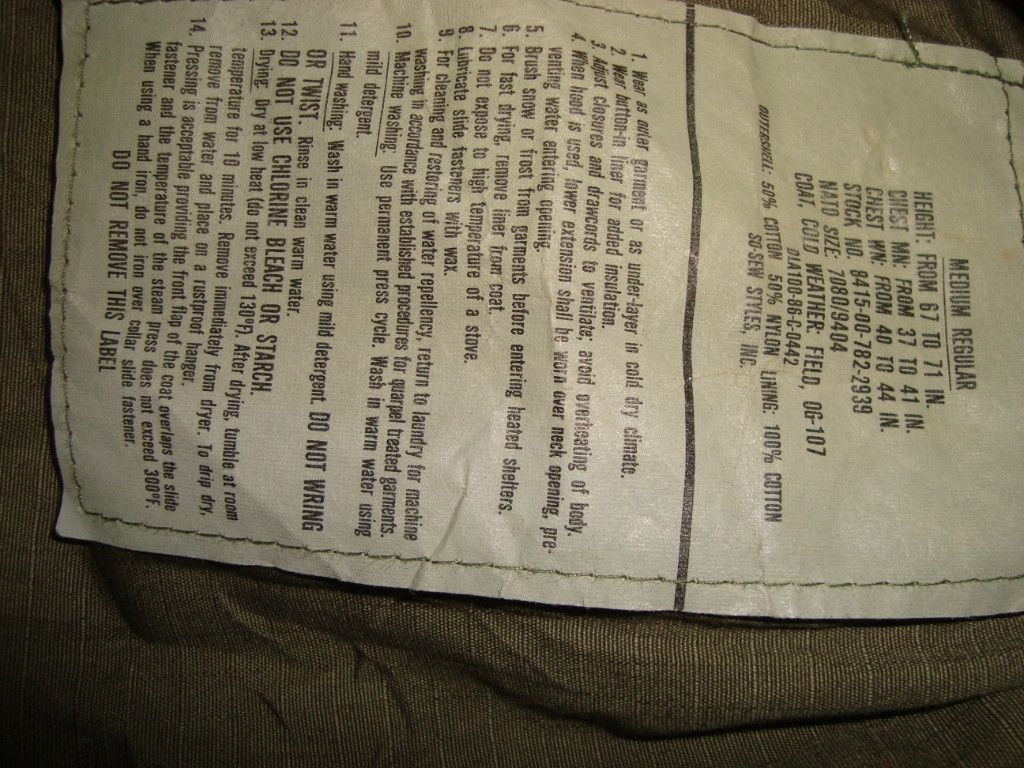 MEDIUM REGULAR
HEIGHT: FROM 67 TO 71 IN.
CHEST MN: FROM 37 TO 41 IN.
CHEST WN: FROM 40 TO 44 IN.
STOCK NO. 8415-00-782-2939
NATO SIZE: 7080/9404
COAT, COLD WEATHER: FIELD, OG-107
DLA100-86-C-0442
OUTERSHELL: 50% COTTON 50% NYLON LINING: 100% COTTON
SO-SEW STYLES, INC.
1. Wear as outer garment or as under-layer in cold dry climate.
2. Wear button-in liner for added insulation.
3. Adjust closures and drawcords to ventilate; avoid overheating of body.
4. When hood is used, lower extension shall be worn over neck opening, pre-
venting water entering opening.
5. Brush snow or frost from garments before entering heated shelters.
6. For fast drying, remove liner from coat.
7. Do not expose to high temperature of a stove.
8. Lubricate slide fasteners with wax.
9. For cleaning and restoring of water repellency, return to laundry for machine
washing in accordance with established procedures for quarpel treated garments.
10. Machine washing: Use permanent press cycle. Wash in warm water using
mild detergent.
11. Hand washing: Wash in warm water using mild detergent. DO NOT WRING
OR TWIST. Rinse in clean warm water.
12. DO NOT USE CHLORINE BLEACH OR STARCH.
13. Drying: Dry at low heat (do not exceed 130°F). After drying, tumble at room
temperature for 10 minutes. Remove immediately from dryer. To drip dry,
remove from water and place on a rustproof hanger.
14. Pressing is acceptable providing the front flap of the coat overlaps the slide
fastener and the temperature of the steam press does not exceed 300°F.
When using a hand iron, do not iron over collar slide fastener.
DO NOT REMOVE THIS LABEL